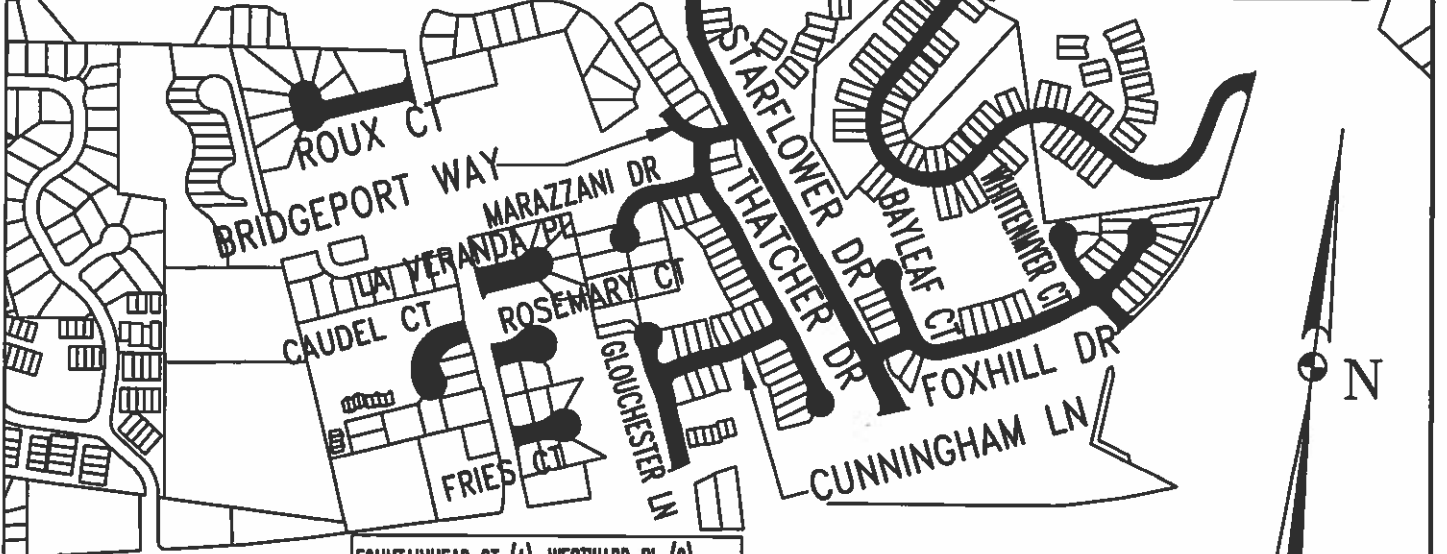 STARFLOWER DR
ROUX CT
BRIDGEPORT WAY
MARAZZANI DR
THATCHER DR
BAYLEAF CT
WHITTENMYER CT
LA VERANDA PL
ROSEMARY CT
CAUDEL CT
GLOUCHESTER LN
FOXHILL DR
CUNNINGHAM LN
FRIES CT
N